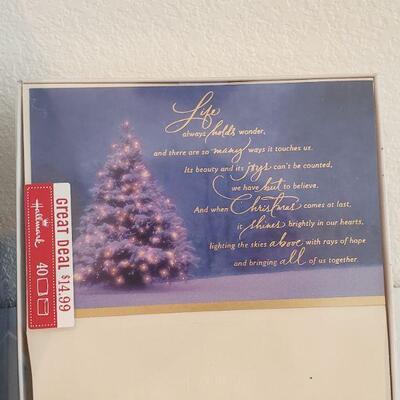 Life
always holds wonder,
and there are so many ways it touches us.
Its beauty and its joys can't be counted,
we have but to believe.
And when Christmas comes at last,
it shines brightly in our hearts,
lighting the skies above with rays of hope
and bringing all of us together.
GREAT DEAL $14.99
Hallmark
40